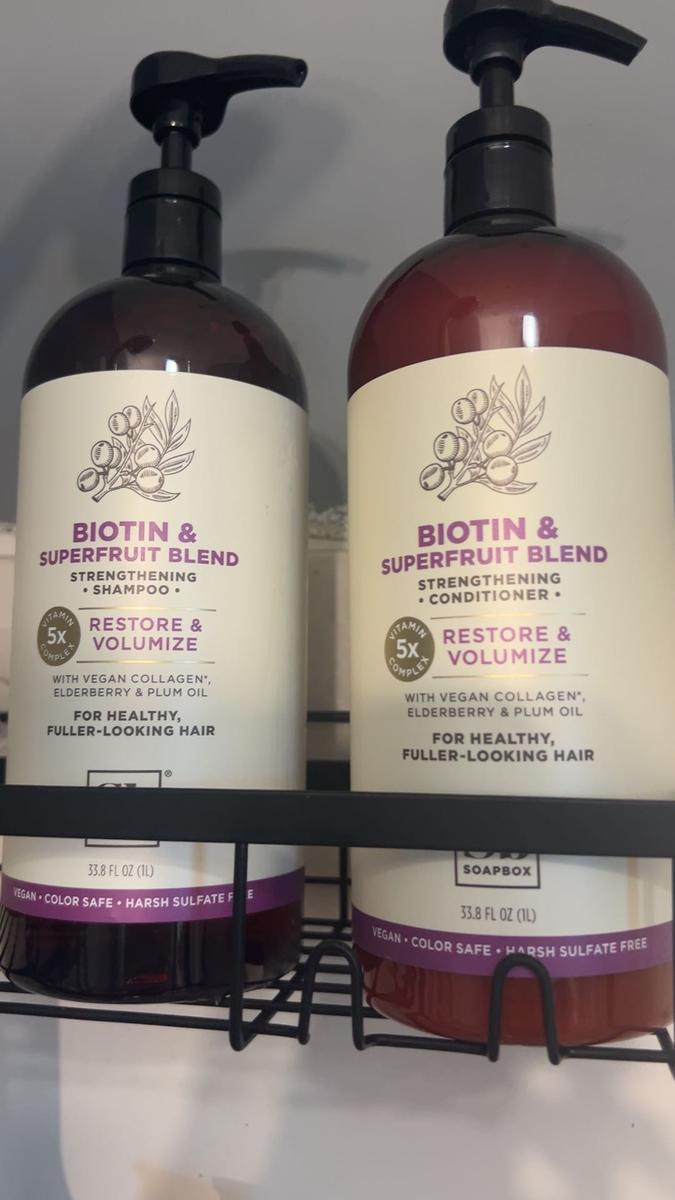 BIOTIN &
SUPERFRUIT BLEND
STRENGTHENING
• SHAMPOO •
VITAMIN
5x
COMPLEX
RESTORE &
VOLUMIZE
WITH VEGAN COLLAGEN*,
ELDERBERRY & PLUM OIL
FOR HEALTHY,
FULLER-LOOKING HAIR
®
33.8 FL OZ (1L)
VEGAN • COLOR SAFE • HARSH SULFATE
BIOTIN &
SUPERFRUIT BLEND
STRENGTHENING
• CONDITIONER •
VITAMIN
5x
COMPLEX
RESTORE &
VOLUMIZE
WITH VEGAN COLLAGEN*,
ELDERBERRY & PLUM OIL
FOR HEALTHY,
FULLER-LOOKING HAIR
Sb
SOAPBOX
33.8 FL OZ (1L)
VEGAN • COLOR SAFE • HARSH SULFATE FREE